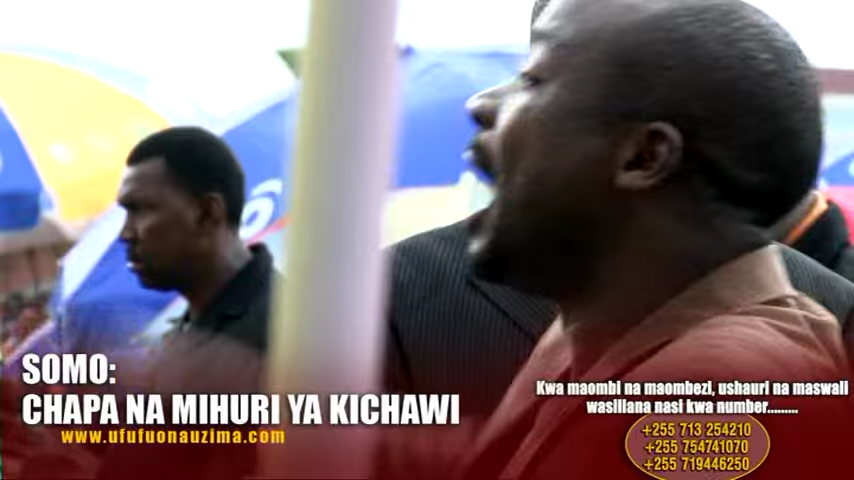 SOMO:
CHAPA NA MIHURI YA KICHAWI
www.ufufuonauzima.com
Kwa maombi na maombezi, ushauri na maswali
wasiliana nasi kwa number.........
+255 713 254210
+255 754741070
+255 719446250